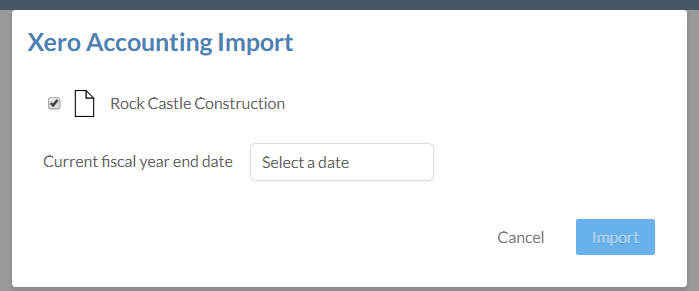 Xero Accounting Import
Rock Castle Construction
Current fiscal year end date Select a date
Cancel Import